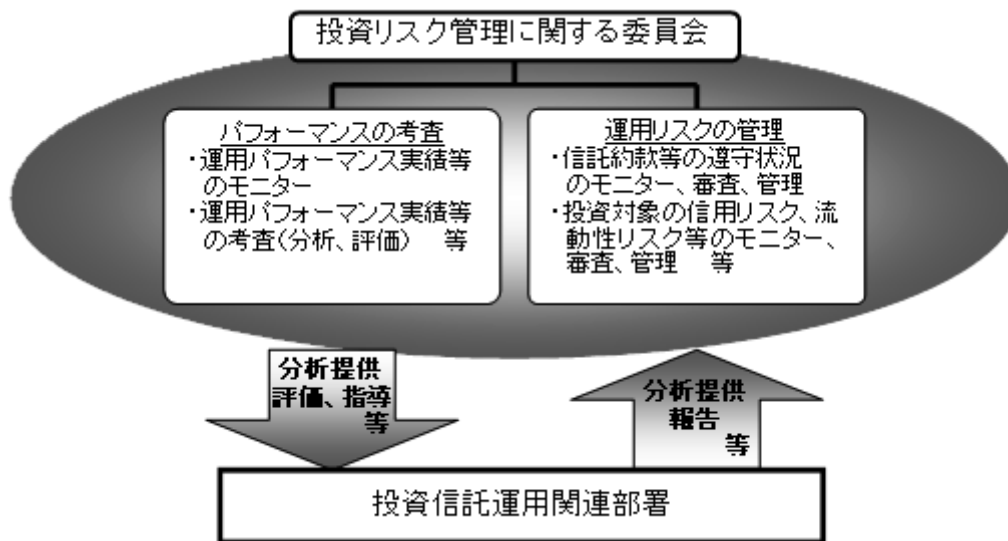 投資リスク管理に関する委員会
パフォーマンスの考査
・運用パフォーマンス実績等
のモニター
・運用パフォーマンス実績等
の考査(分析、評価)　等
運用リスクの管理
・信託約款等の遵守状況
のモニター、審査、管理
・投資対象の信用リスク、流
動性リスク等のモニター、
審査、管理　等
分析提供
評価、指導
等
分析提供
報告
等
投資信託運用関連部署